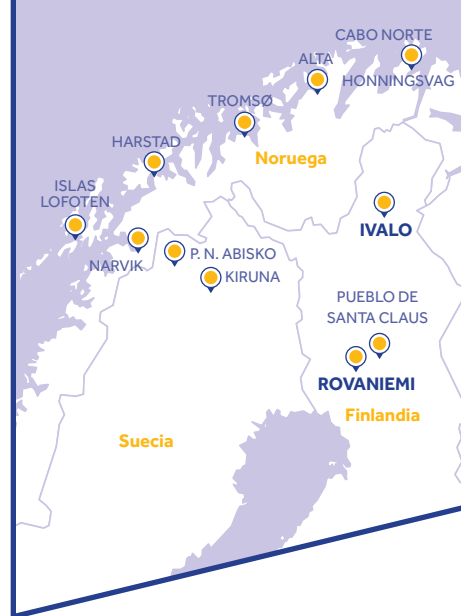 CABO NORTE
ALTA
HONNINGSVAG
TROMSØ
HARSTAD
Noruega
ISLAS
LOFOTEN
IVALO
NARVIK
P. N. ABISKO
KIRUNA
PUEBLO DE
SANTA CLAUS
ROVANIEMI
Finlandia
Suecia